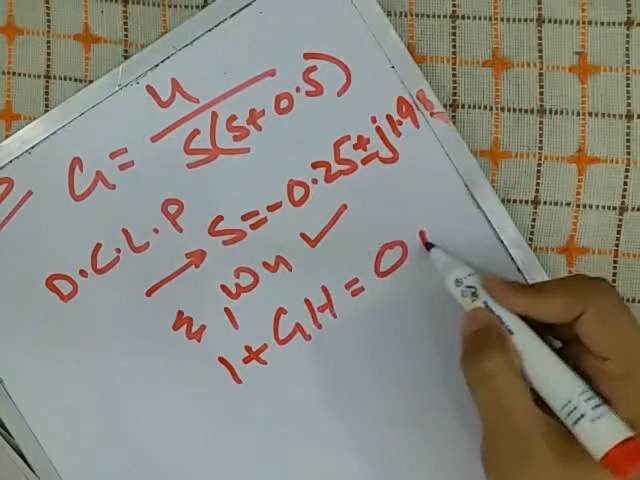 G = 4 / S(S+0.5)
D.C.L.P → S = -0.25 ± j1.98
ξ, ωn ✓
1 + GH = 0